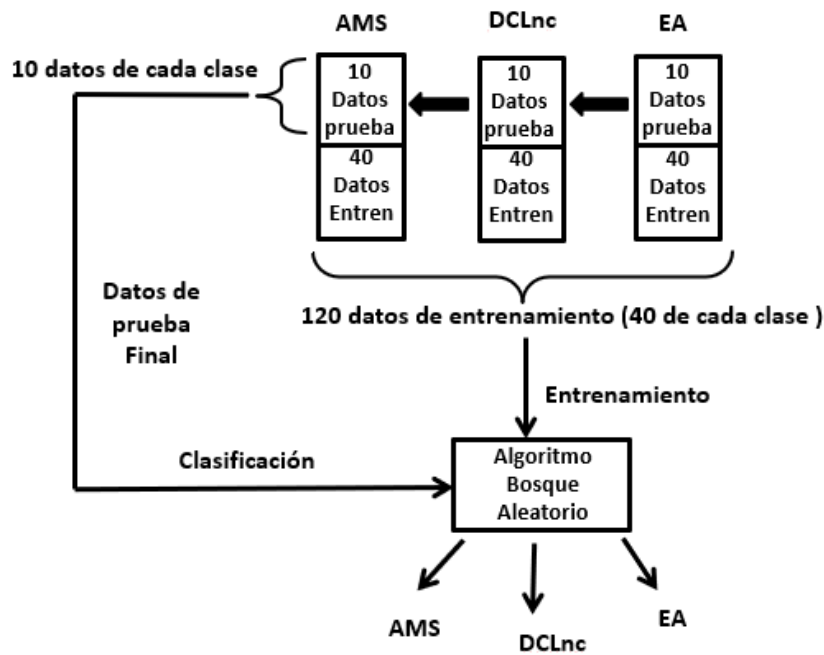 AMS
DCLnc
EA
10 datos de cada clase
10
Datos
prueba
10
Datos
prueba
10
Datos
prueba
40
Datos
Entren
40
Datos
Entren
40
Datos
Entren
120 datos de entrenamiento (40 de cada clase )
Datos de
prueba
Final
Entrenamiento
Clasificación
Algoritmo
Bosque
Aleatorio
AMS
DCLnc
EA